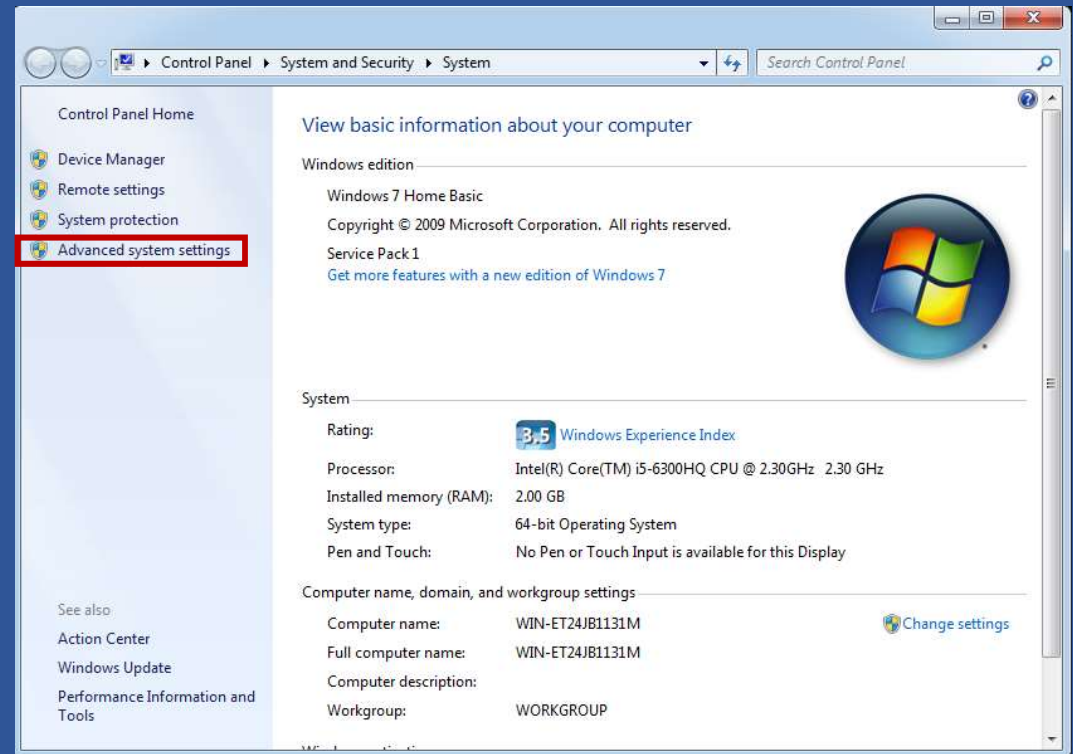 Control Panel System and Security System
Search Control Panel
Control Panel Home
Device Manager
Remote settings
System protection
Advanced system settings
See also
Action Center
Windows Update
Performance Information and
Tools
View basic information about your computer
Windows edition
Windows 7 Home Basic
Copyright © 2009 Microsoft Corporation. All rights reserved.
Service Pack 1
Get more features with a new edition of Windows 7
System
Rating: 3.5 Windows Experience Index
Processor: Intel(R) Core(TM) i5-6300HQ CPU @ 2.30GHz 2.30 GHz
Installed memory (RAM): 2.00 GB
System type: 64-bit Operating System
Pen and Touch: No Pen or Touch Input is available for this Display
Computer name, domain, and workgroup settings
Computer name: WIN-ET24JB1131M Change settings
Full computer name: WIN-ET24JB1131M
Computer description:
Workgroup: WORKGROUP